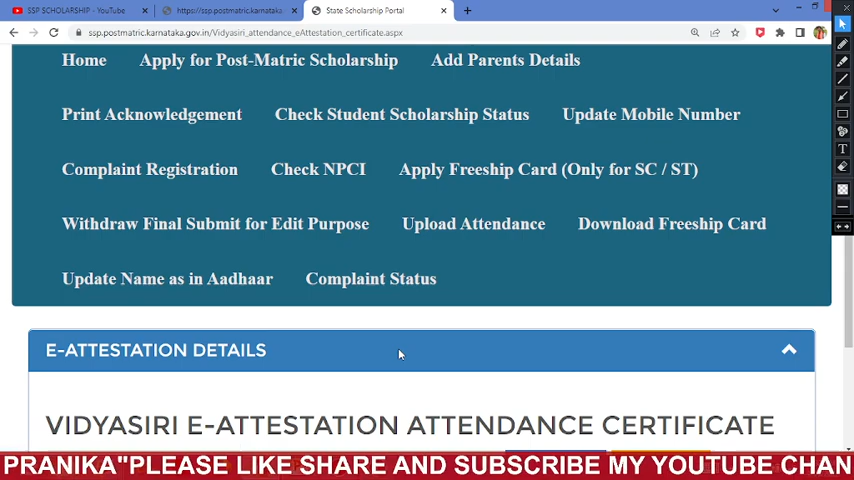 SSP SCHOLARSHIP - YouTube
https://ssp.postmatric.karnataka
State Scholarship Portal
ssp.postmatric.karnataka.gov.in/Vidyasiri_attendance_eAttestation_certificate.aspx
Home Apply for Post-Matric Scholarship Add Parents Details
Print Acknowledgement Check Student Scholarship Status Update Mobile Number
Complaint Registration Check NPCI Apply Freeship Card (Only for SC / ST)
Withdraw Final Submit for Edit Purpose Upload Attendance Download Freeship Card
Update Name as in Aadhaar Complaint Status
E-ATTESTATION DETAILS
VIDYASIRI E-ATTESTATION ATTENDANCE CERTIFICATE
PRANIKA"PLEASE LIKE SHARE AND SUBSCRIBE MY YOUTUBE CHAN